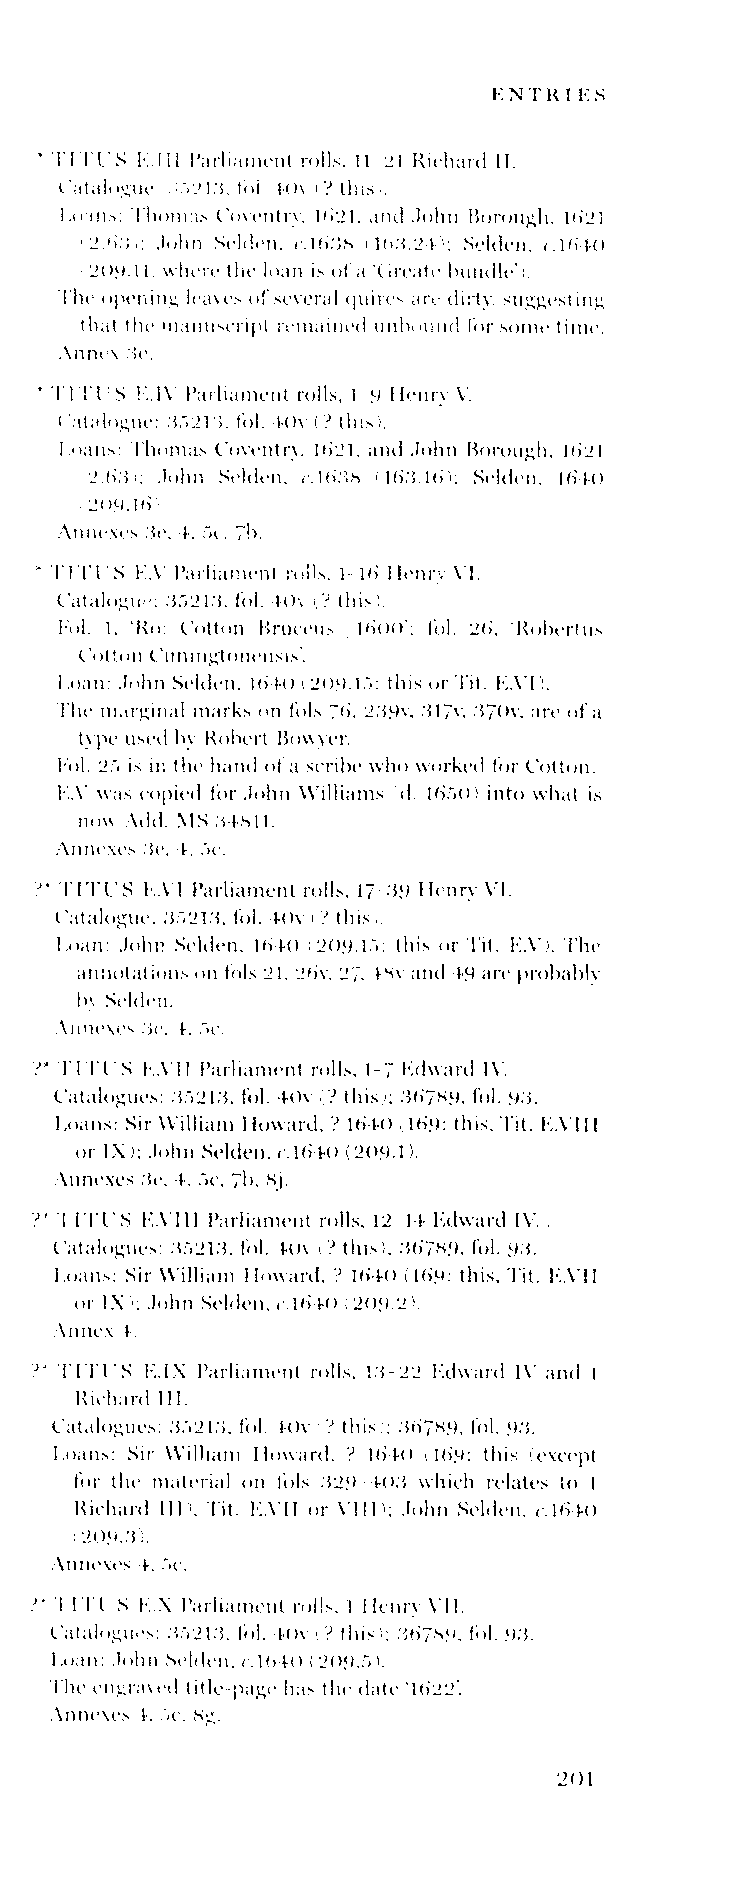 ENTRIES
* TITUS E.III Parliament rolls, 11–21 Richard II.
Catalogue: 35213, fol. 40v (? this).
Loans: Thomas Coventry, 1621, and John Borough, 1621
(2.63); John Selden, c.1638 (163.24); Selden, c.1640
(209.11, where the loan is of a 'Greate bundle').
The opening leaves of several quires are dirty, suggesting
that the manuscript remained unbound for some time.
Annex 3e.
* TITUS E.IV Parliament rolls, 1–9 Henry V.
Catalogue: 35213, fol. 40v (? this).
Loans: Thomas Coventry, 1621, and John Borough, 1621
(2.63); John Selden, c.1638 (163.16); Selden, 1640
(209.16)
Annexes 3e, 4, 5c, 7b.
* TITUS E.V Parliament rolls, 1–16 Henry VI.
Catalogue: 35213, fol. 40v (? this).
Fol. 1, 'Ro: Cotton Bruceus 1600'; fol. 26, 'Robertus
Cotton Cuningtonensis'.
Loan: John Selden, 1640 (209.15: this or Tit. E.VI).
The marginal marks on fols 76, 239v, 317v, 370v, are of a
type used by Robert Bowyer.
Fol. 25 is in the hand of a scribe who worked for Cotton.
E.V was copied for John Williams (d. 1650) into what is
now Add. MS 34811.
Annexes 3e, 4, 5c.
?* TITUS E.VI Parliament rolls, 17–39 Henry VI.
Catalogue, 35213, fol. 40v (? this).
Loan: John Selden, 1640 (209.15: this or Tit. E.V). The
annotations on fols 21, 26v, 27, 48v and 49 are probably
by Selden.
Annexes 3e, 4, 5c.
?* TITUS E.VII Parliament rolls, 1–7 Edward IV.
Catalogues: 35213, fol. 40v (? this); 36789, fol. 93.
Loans: Sir William Howard, ? 1640 (169: this, Tit. E.VIII
or IX); John Selden, c.1640 (209.1).
Annexes 3e, 4, 5c, 7b, 8j.
?* TITUS E.VIII Parliament rolls, 12–14 Edward IV. .
Catalogues: 35213, fol. 40v (? this), 36789, fol. 93.
Loans: Sir William Howard, ? 1640 (169: this, Tit. E.VII
or IX); John Selden, c.1640 (209.2).
Annex 4.
?* TITUS E.IX Parliament rolls, 13–22 Edward IV and 1
Richard III.
Catalogues: 35213, fol. 40v (? this); 36789, fol. 93.
Loans: Sir William Howard, ? 1640 (169: this (except
for the material on fols 329–403 which relates to 1
Richard III), Tit. E.VII or VIII); John Selden, c.1640
(209.3).
Annexes 4, 5c.
?* TITUS E.X Parliament rolls, 1 Henry VII.
Catalogues: 35213, fol. 40v (? this); 36789, fol. 93.
Loan: John Selden, c.1640 (209.5).
The engraved title-page has the date '1622'.
Annexes 4, 5c, 8g.
201